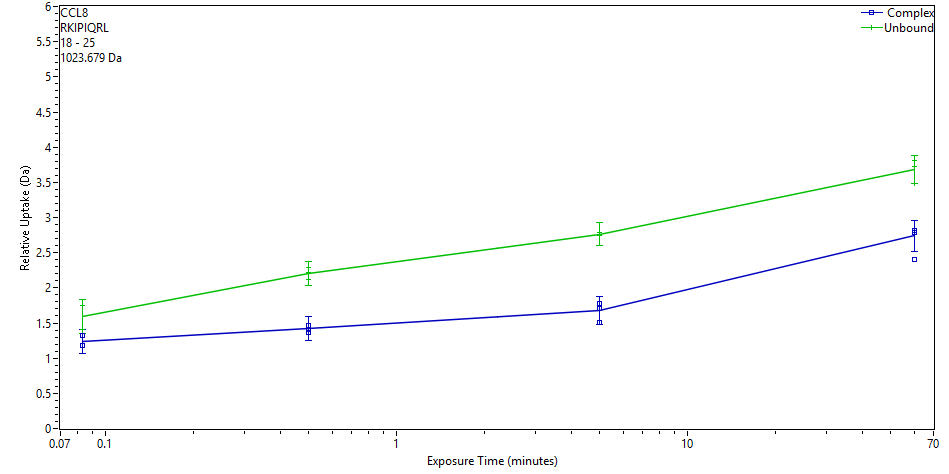 CCL8
RKIPIQRL
18 - 25
1023.679 Da
Complex
Unbound
6
5.5
5
4.5
4
3.5
3
2.5
2
1.5
1
0.5
0
Relative Uptake (Da)
0.07 0.1 1 10 70
Exposure Time (minutes)